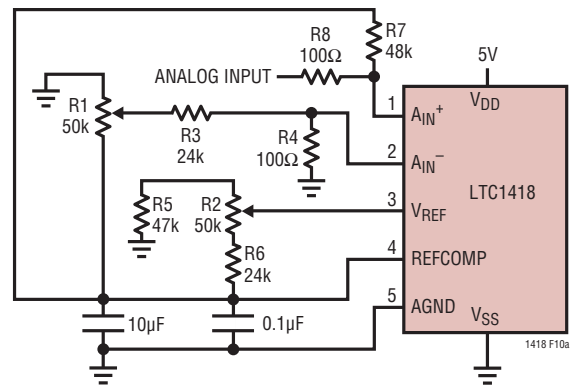 R8
100Ω
R7
48k
5V
ANALOG INPUT
R1
50k
R3
24k
R4
100Ω
R5
47k
R2
50k
R6
24k
10µF
0.1µF
1
2
3
4
5
AIN+
AIN−
VREF
REFCOMP
AGND
VDD
LTC1418
VSS
1418 F10a